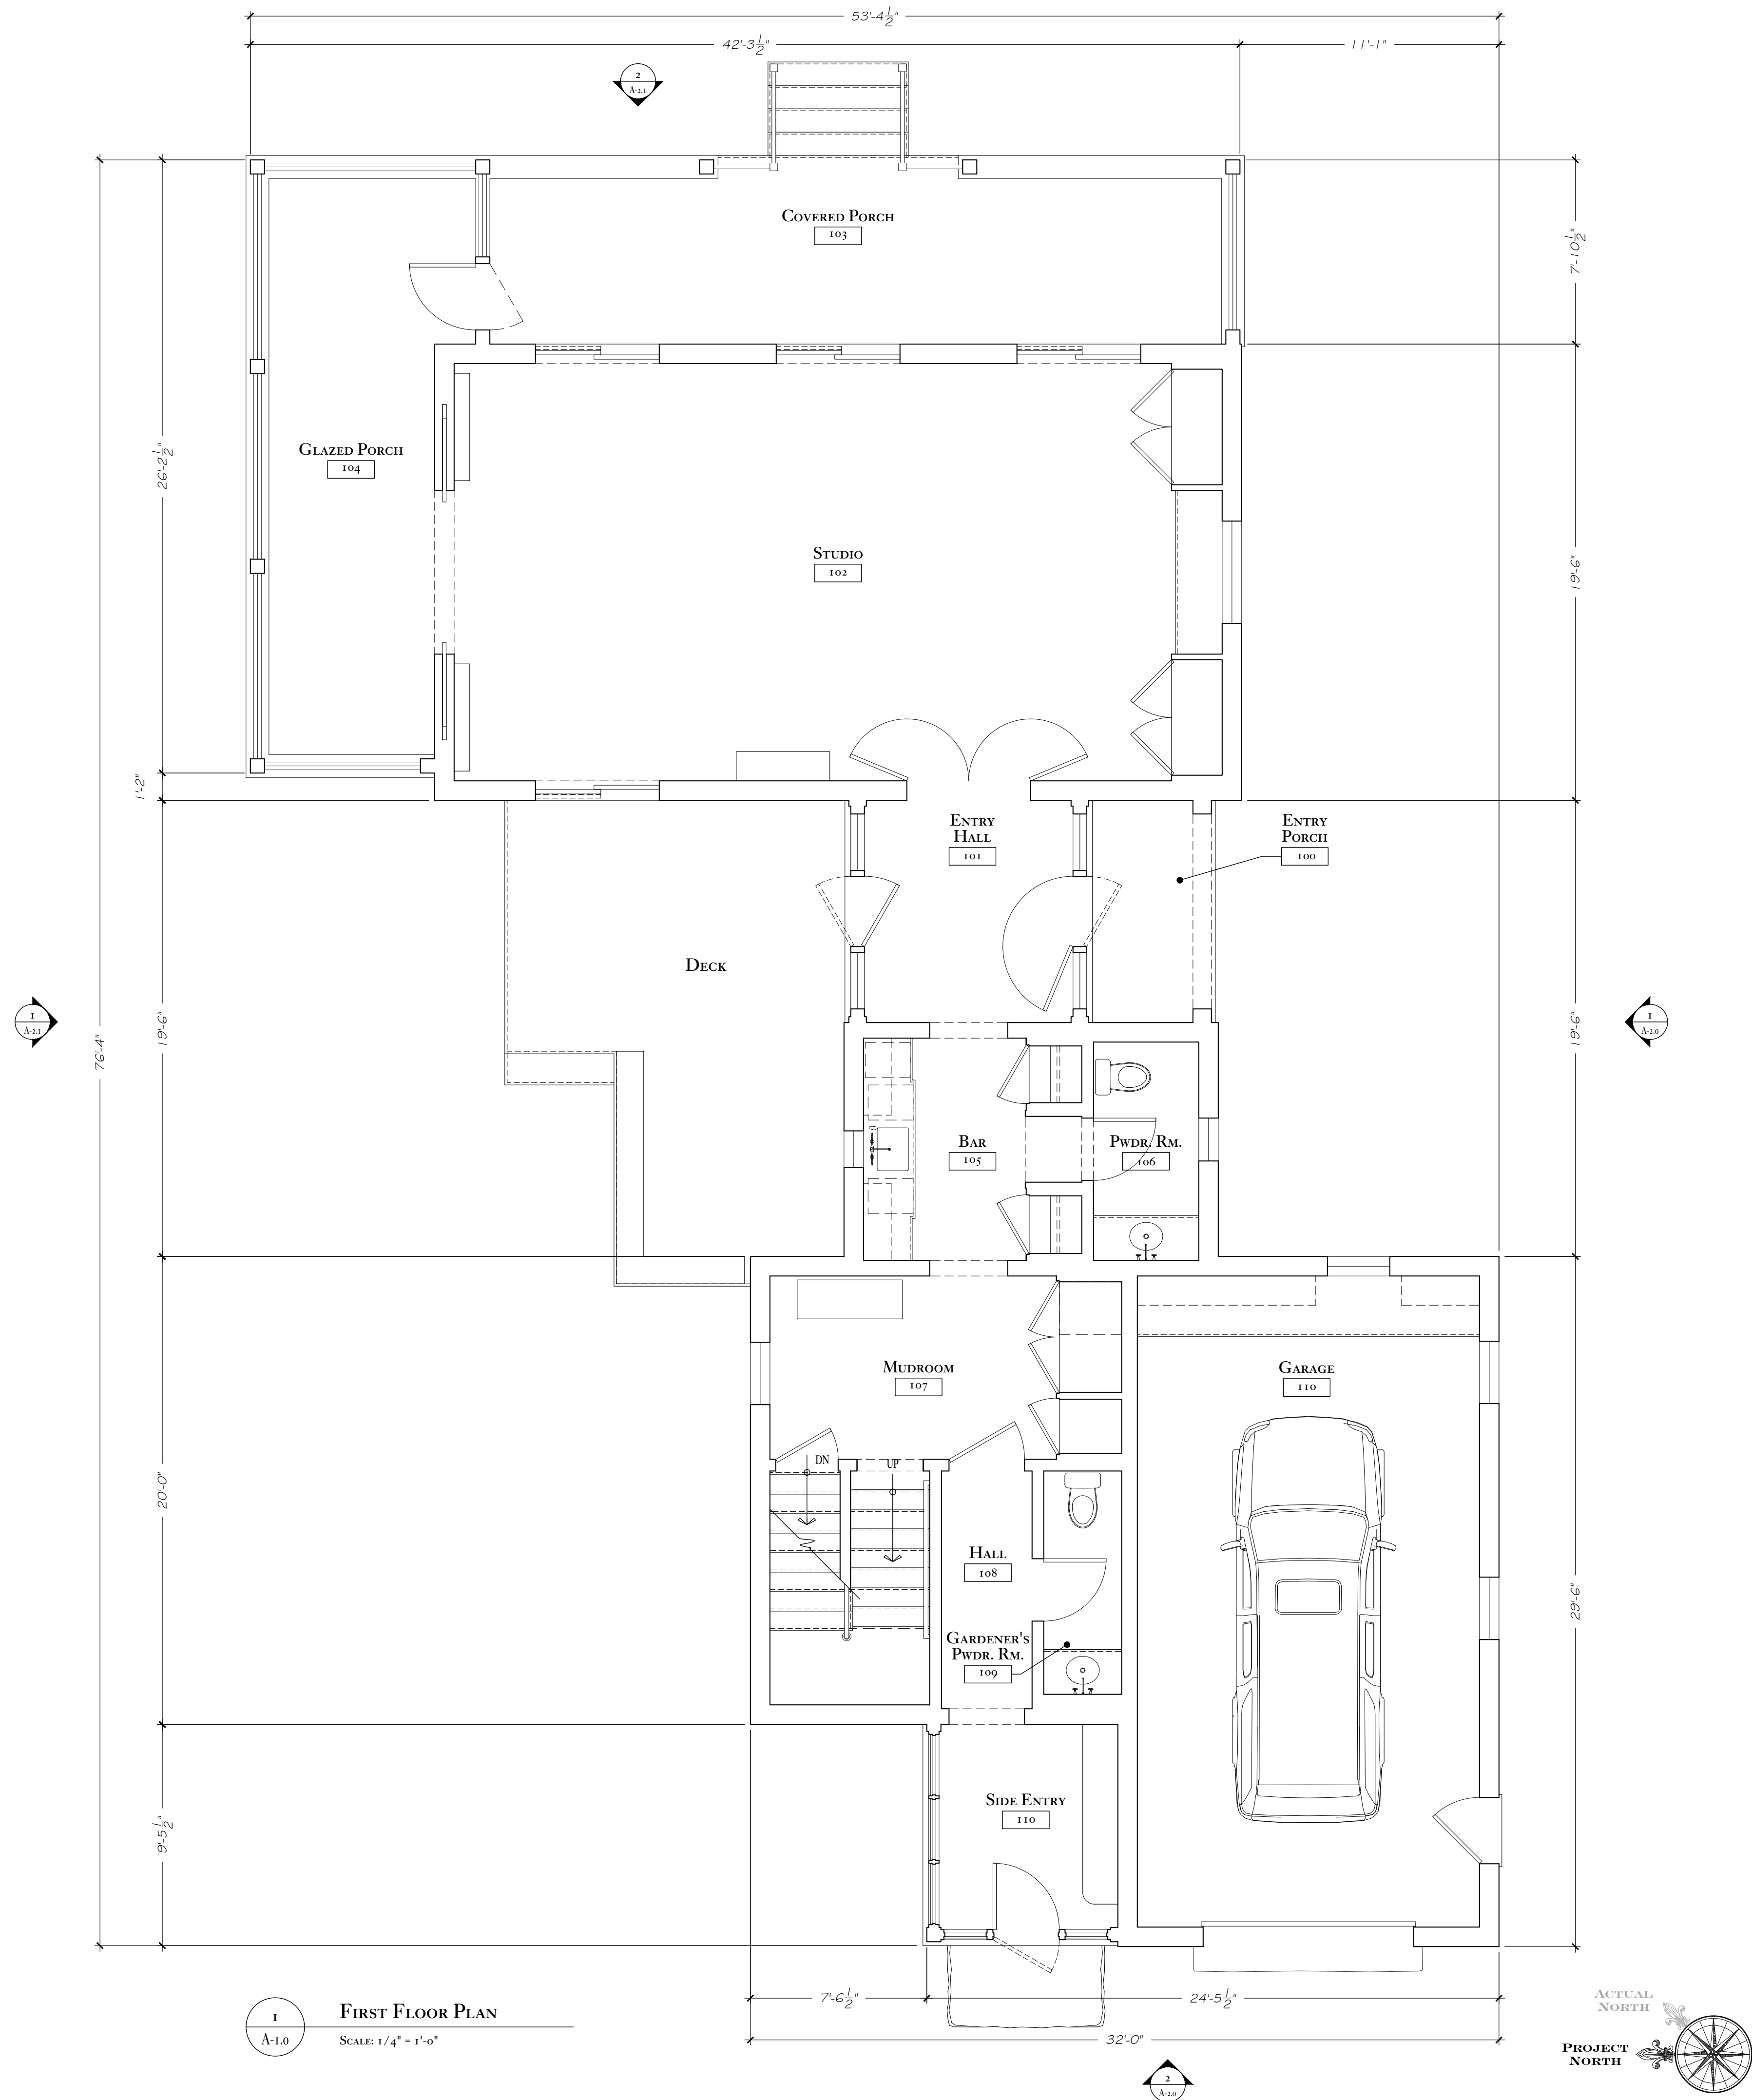 53'-4 1/2"
42'-3 1/2"
11'-1"
2
A-2.1
Covered Porch
103
7'-10 1/2"
Glazed Porch
104
26'-2 1/2"
Studio
102
19'-6"
1'-2"
Entry
Hall
101
Entry
Porch
100
Deck
1
A-2.1
76'-4"
19'-6"
19'-6"
1
A-2.0
Bar
105
Pwdr. Rm.
106
Mudroom
107
Garage
110
DN
UP
20'-0"
Hall
108
29'-6"
Gardener's
Pwdr. Rm.
109
Side Entry
110
9'-5 1/2"
7'-6 1/2"
24'-5 1/2"
32'-0"
1
A-1.0
First Floor Plan
Scale: 1/4" = 1'-0"
2
A-2.0
Actual
North
Project
North